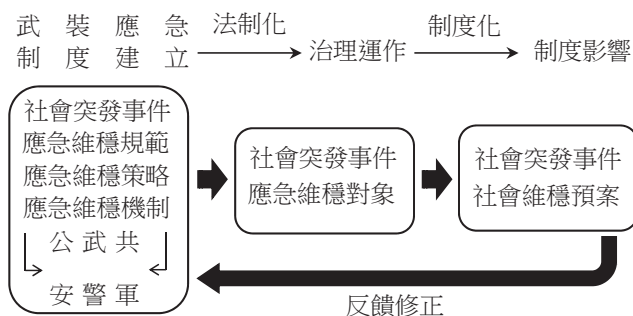 武裝應急
制度建立
法制化
治理運作
制度化
制度影響
社會突發事件
應急維穩規範
應急維穩策略
應急維穩機制
公武共
安警軍
社會突發事件
應急維穩對象
社會突發事件
社會維穩預案
反饋修正